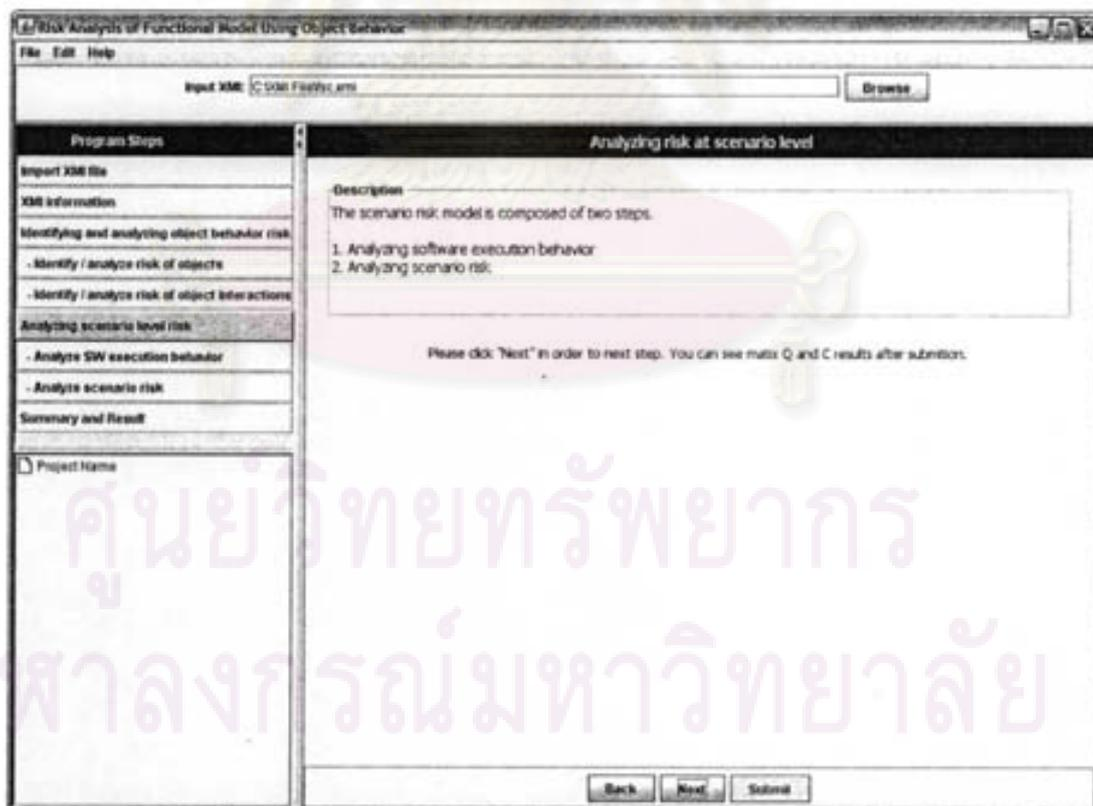 Risk Analysis of Functional Model Using Object Behavior
File Edit Help
Input XMI: Browse
Program Steps
Import XMI file
XMI information
Identifying and analyzing object behavior risk
- Identify / analyze risk of objects
- Identify / analyze risk of object interactions
Analyzing scenario level risk
- Analyze SW execution behavior
- Analyze scenario risk
Summary and Result
Project Name
Analyzing risk at scenario level
Description
The scenario risk model is composed of two steps.
1. Analyzing software execution behavior
2. Analyzing scenario risk
Please click "Next" in order to next step. You can see matix Q and C results after submition.
Back Next Submit
ศูนย์วิทยทรัพยากร
ฬาลงกรณ์มหาวิทยาลัย